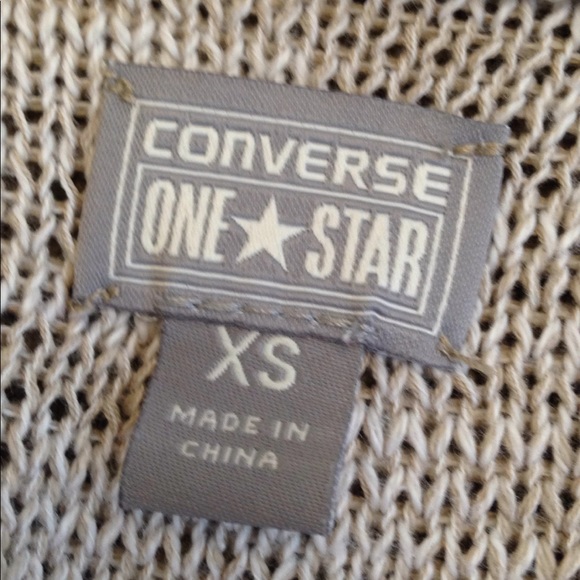 CONVERSE
ONE★STAR
XS
MADE IN
CHINA